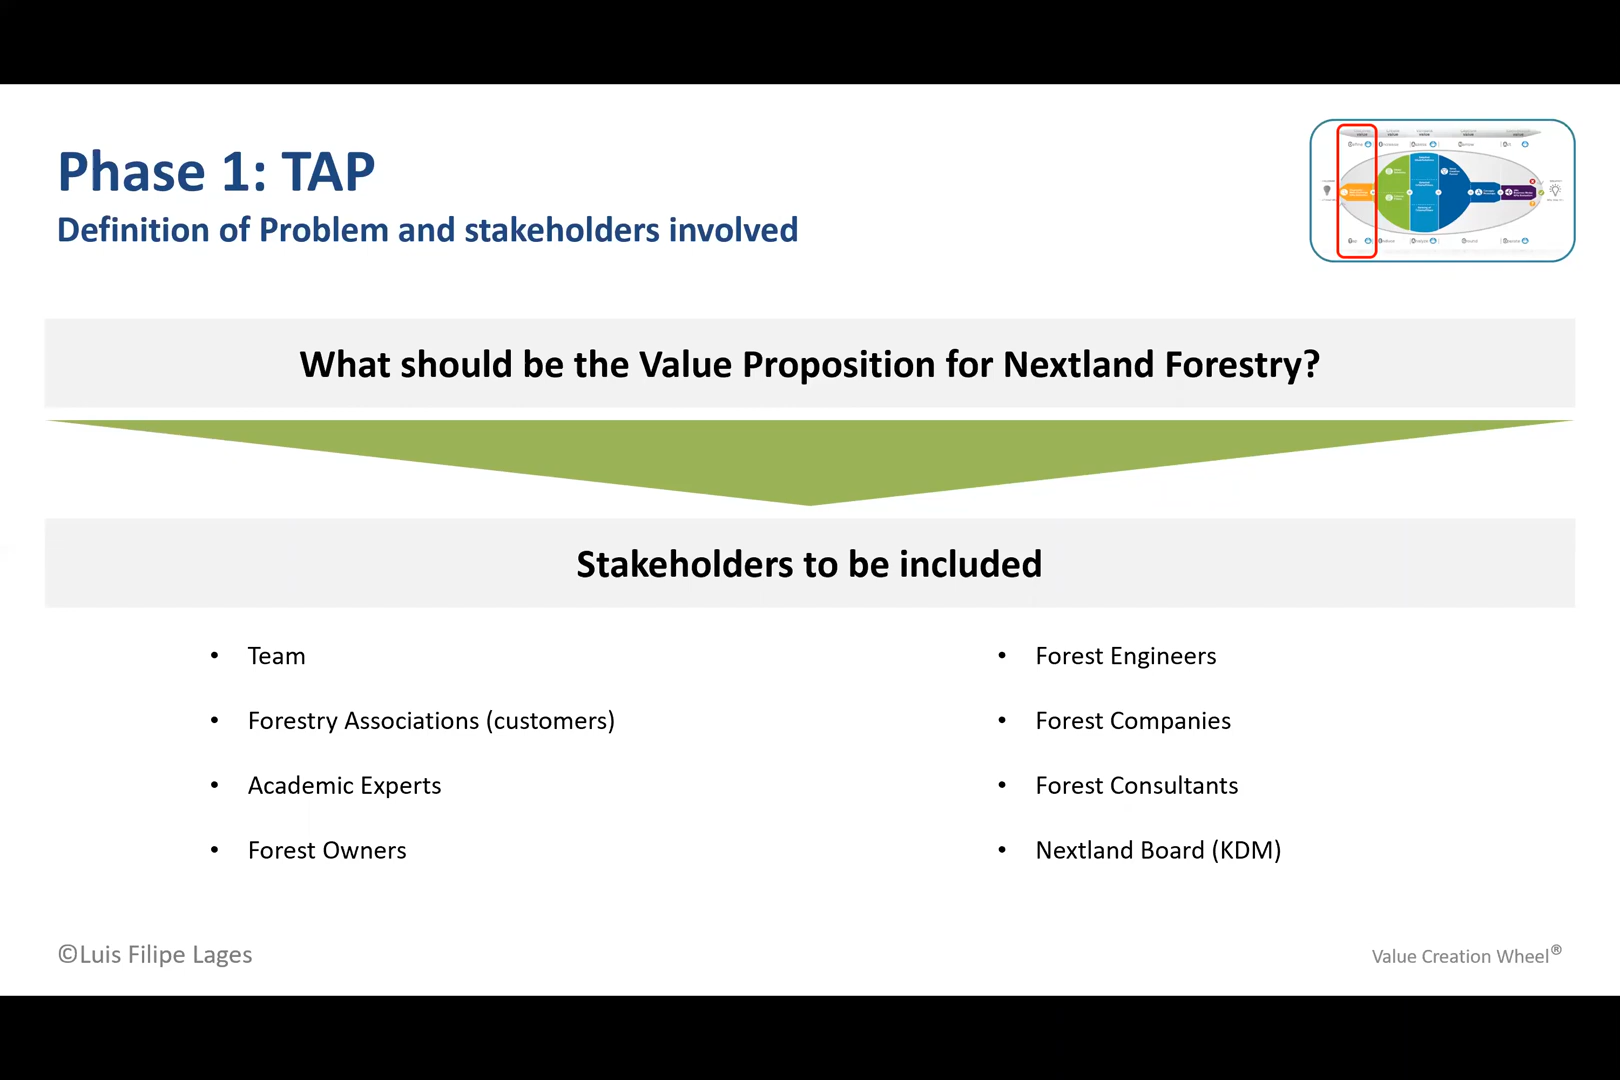 Phase 1: TAP
Definition of Problem and stakeholders involved
What should be the Value Proposition for Nextland Forestry?
Stakeholders to be included
• Team
• Forestry Associations (customers)
• Academic Experts
• Forest Owners
• Forest Engineers
• Forest Companies
• Forest Consultants
• Nextland Board (KDM)
©Luis Filipe Lages
Value Creation Wheel®